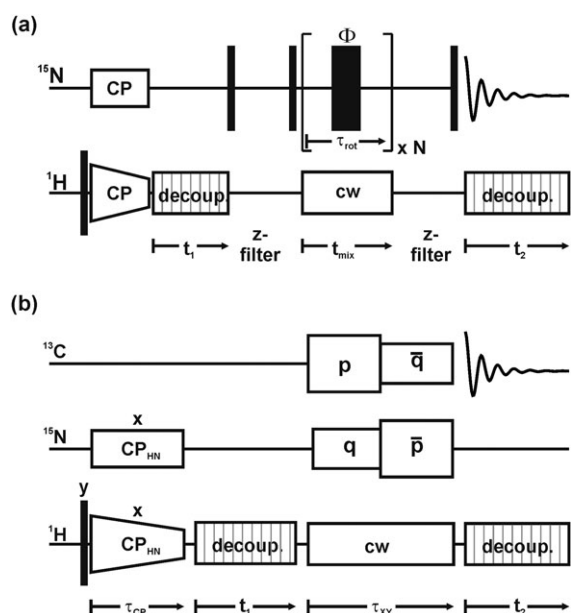 (a)
Φ
¹⁵N CP
τrot
x N
¹H CP decoup. cw decoup.
t₁ z-filter tmix z-filter t₂
(b)
¹³C p q̅
x
¹⁵N CPHN q p̅
y x
¹H CPHN decoup. cw decoup.
τCP t₁ τXY t₂